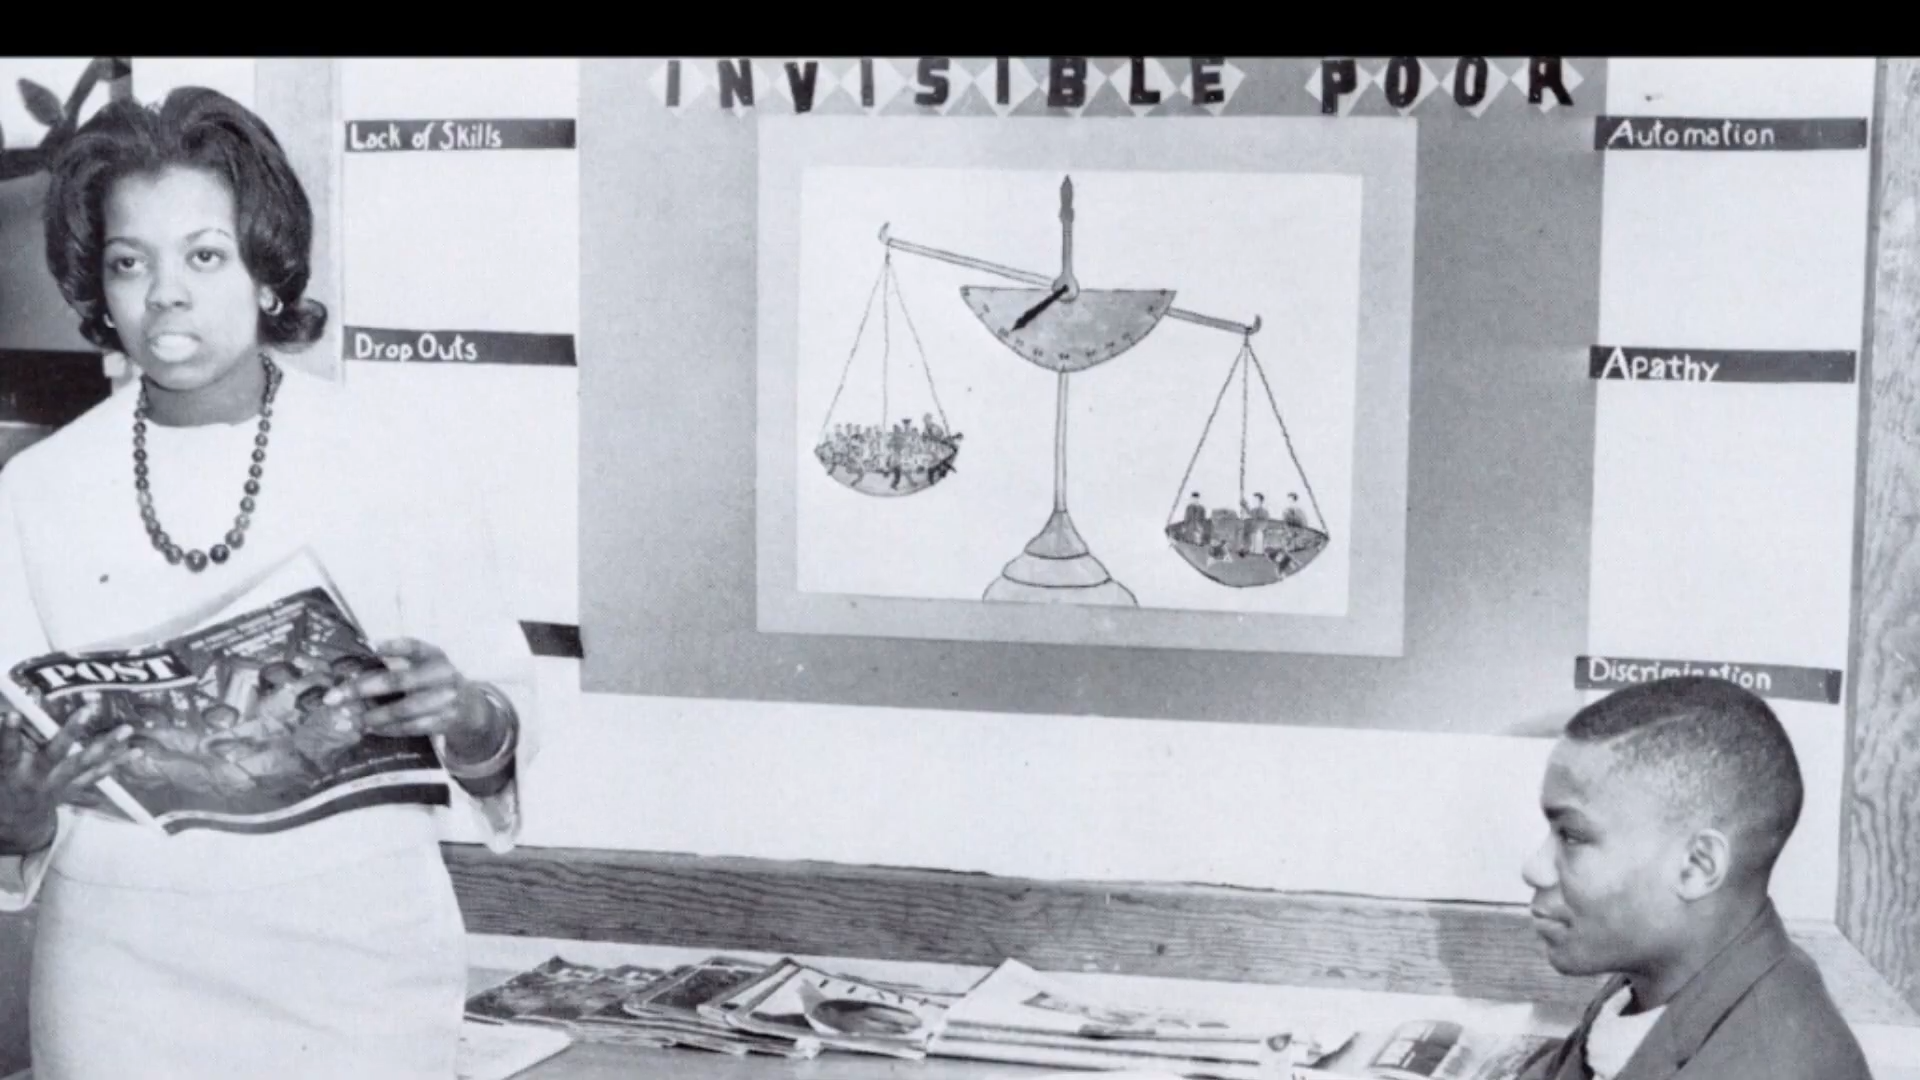 INVISIBLE POOR
Lack of Skills
Automation
Drop Outs
Apathy
Discrimination
POST